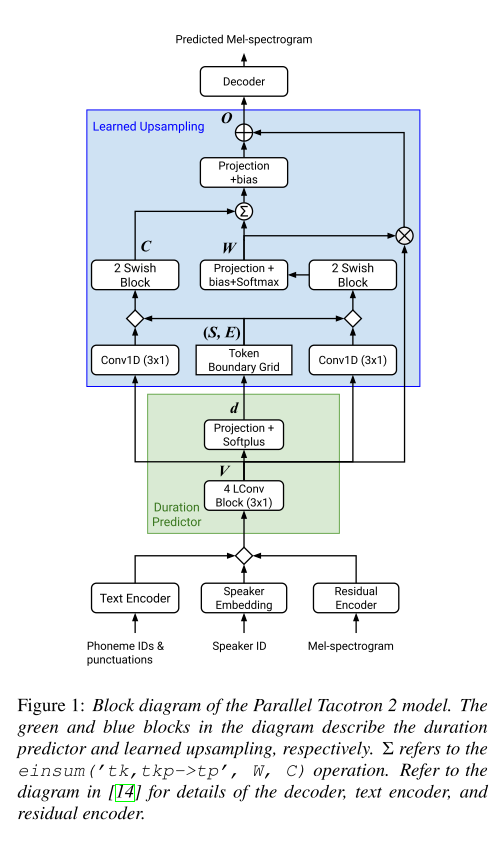 Predicted Mel-spectrogram
Decoder
Learned Upsampling
O
Projection
+bias
Σ
C
W
2 Swish
Block
Projection +
bias+Softmax
2 Swish
Block
(S, E)
Conv1D (3x1)
Token
Boundary Grid
Conv1D (3x1)
d
Projection +
Softplus
V
4 LConv
Block (3x1)
Duration
Predictor
Text Encoder
Speaker
Embedding
Residual
Encoder
Phoneme IDs &
punctuations
Speaker ID
Mel-spectrogram
Figure 1: Block diagram of the Parallel Tacotron 2 model. The
green and blue blocks in the diagram describe the duration
predictor and learned upsampling, respectively. Σ refers to the
einsum('tk,tkp->tp', W, C) operation. Refer to the
diagram in [14] for details of the decoder, text encoder, and
residual encoder.